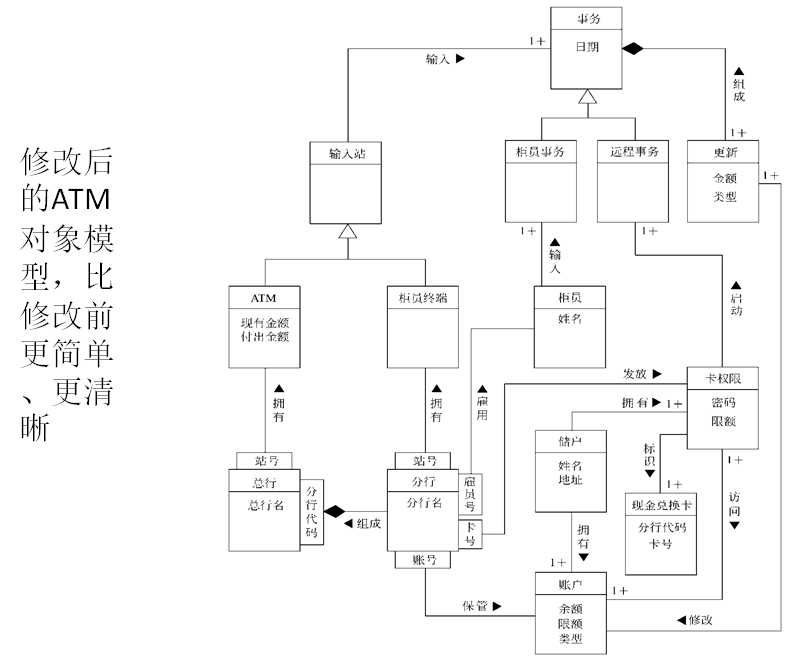 修改后
的ATM
对象模
型，比
修改前
更简单
、更清
晰
事务
日期
1+
输入 ▶
▲组成
1+
输入站
柜员事务
远程事务
更新
金额
类型
1+
1+
▲输入
1+
▲启动
ATM
现有金额
付出金额
柜员终端
柜员
姓名
▲拥有
▲拥有
▲雇用
发放 ▶
卡权限
密码
限额
拥有 ▶
1+
储户
姓名
地址
标识▼
1+
1+
访问▼
站号
总行
总行名
分行代码
◀ 组成
站号
分行
分行名
雇员号
卡号
账号
现金兑换卡
分行代码
卡号
拥有▼
1+
保管 ▶
账户
余额
限额
类型
1+
◀ 修改